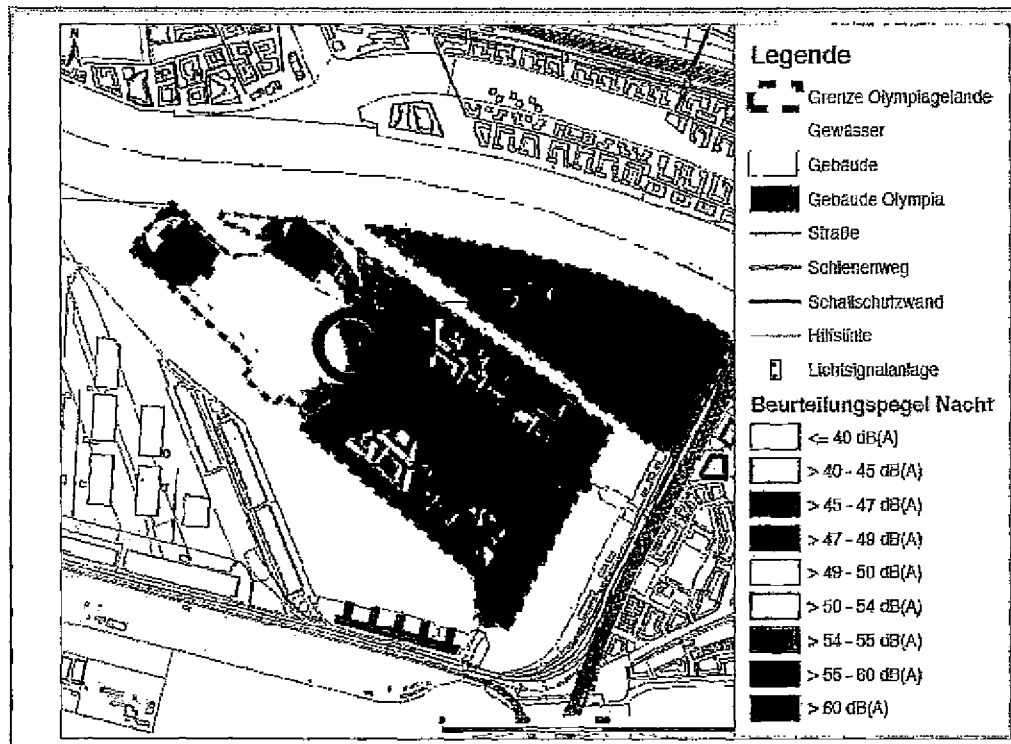 N
Legende
Grenze Olympiagelände
Gewässer
Gebäude
Gebäude Olympia
Straße
Schienenweg
Schallschutzwand
Hilfslinie
Lichtsignalanlage
Beurteilungspegel Nacht
<= 40 dB(A)
> 40 - 45 dB(A)
> 45 - 47 dB(A)
> 47 - 49 dB(A)
> 49 - 50 dB(A)
> 50 - 54 dB(A)
> 54 - 55 dB(A)
> 55 - 60 dB(A)
> 60 dB(A)
0